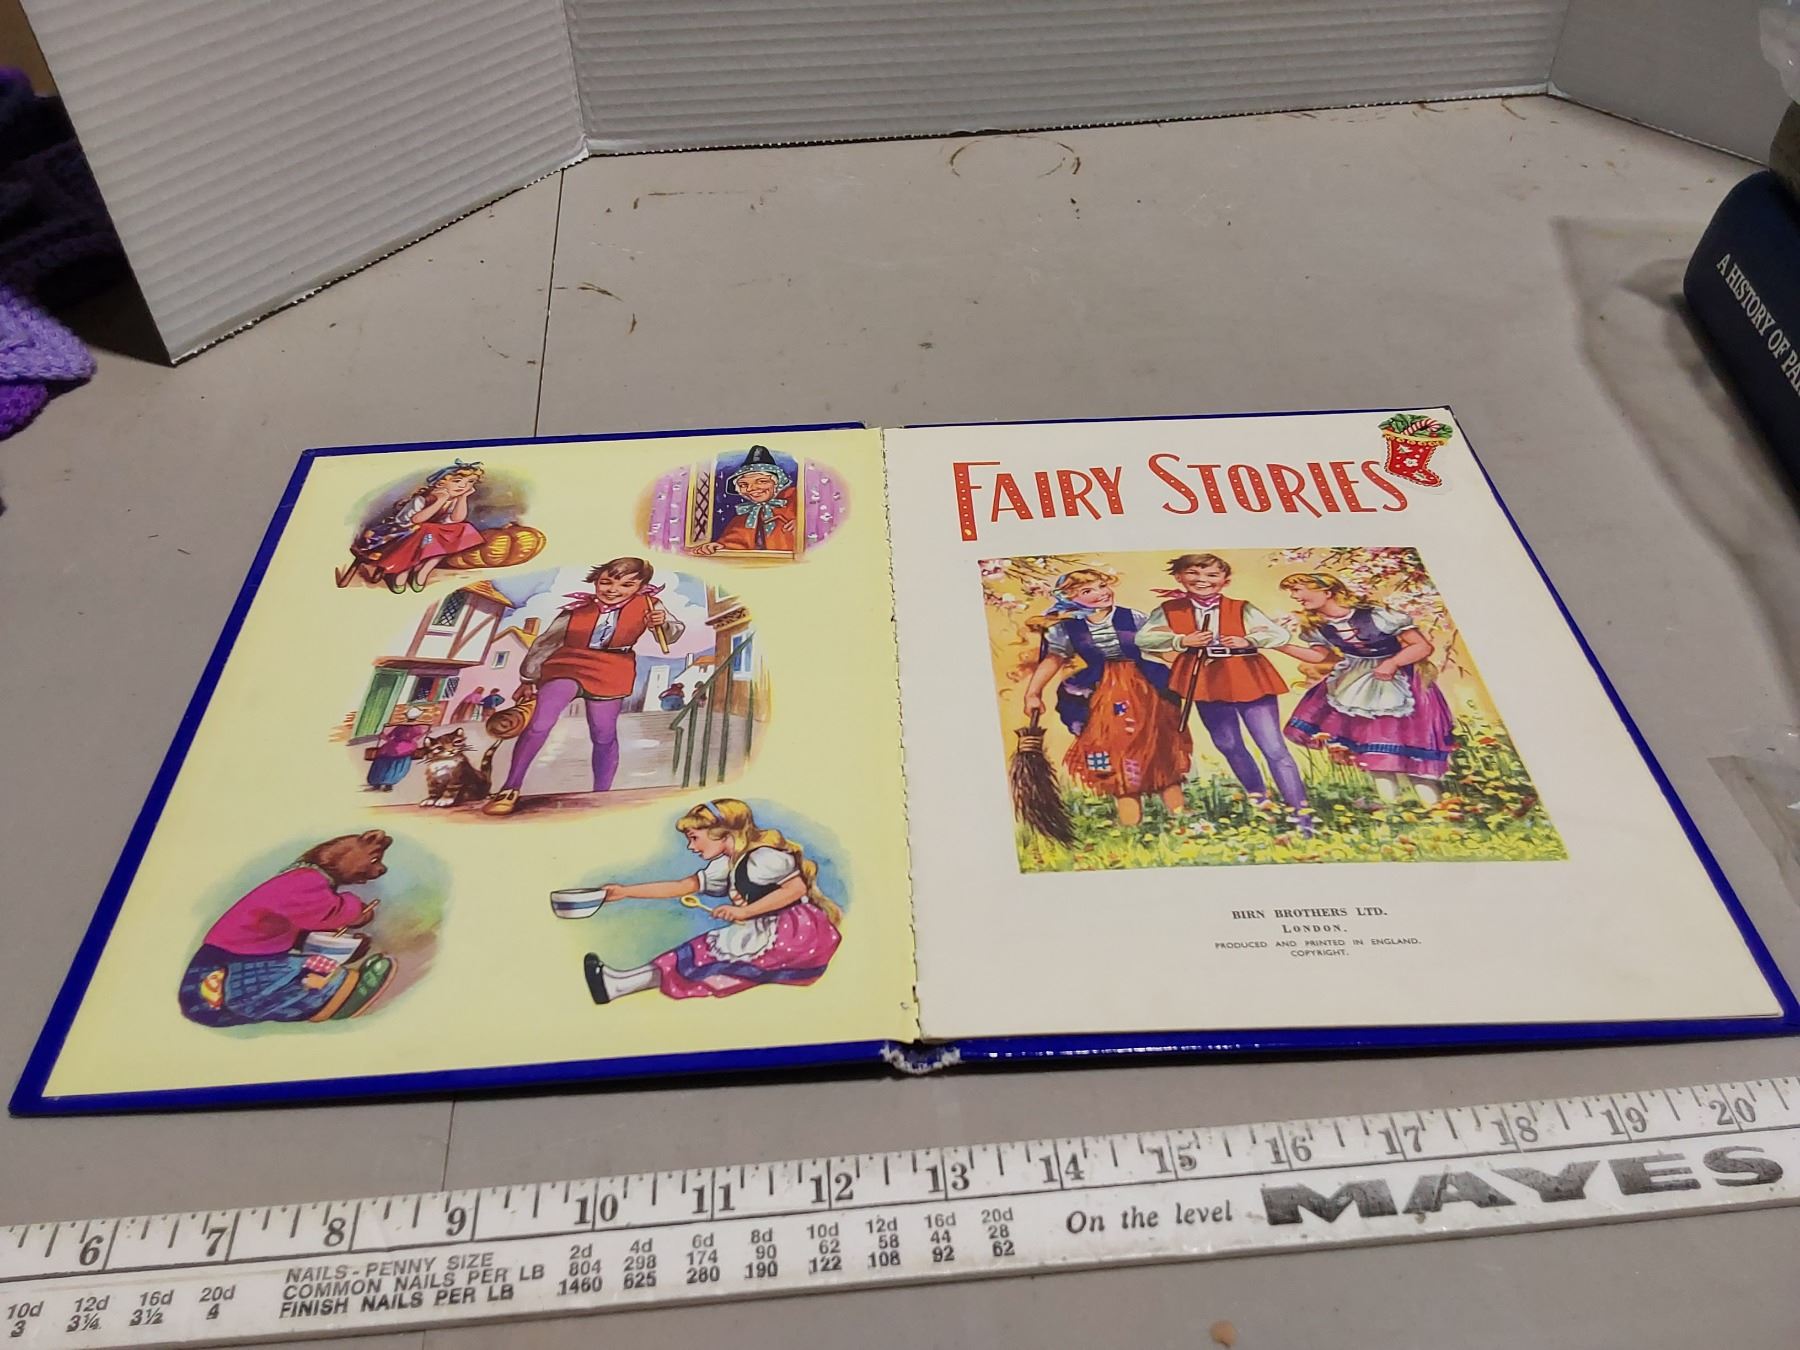 A HISTORY OF
FAIRY STORIES
BIRN BROTHERS LTD.
LONDON.
PRODUCED AND PRINTED IN ENGLAND.
COPYRIGHT.
6 7 8 9 10 11 12 13 14 15 16 17 18 19 20
10d 12d 16d 20d
3 3¼ 3½ 4
NAILS - PENNY SIZE 2d 4d 6d 8d 10d 12d 16d 20d
COMMON NAILS PER LB 804 298 174 90 62 58 44 28
FINISH NAILS PER LB 1460 625 280 190 122 108 92 62
On the level MAYES